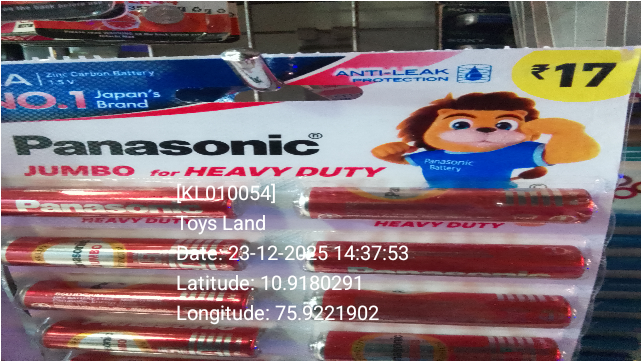 A | Zinc Carbon Battery
1.5V
NO.1 Japan's
Brand
ANTI-LEAK
PROTECTION
₹17
Panasonic®
JUMBO for HEAVY DUTY
Panasonic
Battery
[KL010054]
Panasonic
HEAVY DUTY
HEAVY DUTY
Toys Land
Date: 23-12-2025 14:37:53
Latitude: 10.9180291
Longitude: 75.9221902